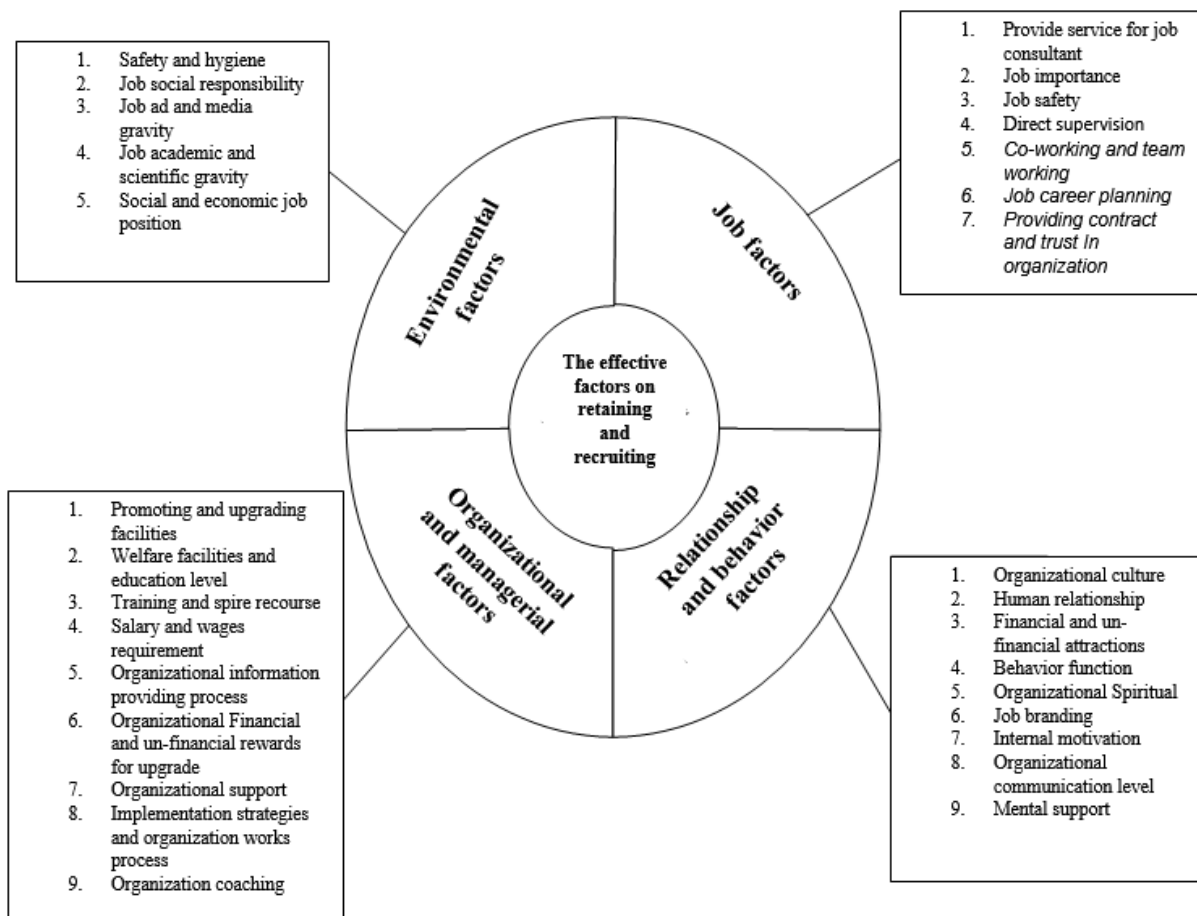 1. Safety and hygiene
2. Job social responsibility
3. Job ad and media
gravity
4. Job academic and
scientific gravity
5. Social and economic job
position
1. Provide service for job
consultant
2. Job importance
3. Job safety
4. Direct supervision
5. Co-working and team
working
6. Job career planning
7. Providing contract
and trust In
organization
Environmental
factors
Job factors
The effective
factors on
retaining
and
recruiting
Organizational
and managerial
factors
Relationship
and behavior
factors
1. Promoting and upgrading
facilities
2. Welfare facilities and
education level
3. Training and spire recourse
4. Salary and wages
requirement
5. Organizational information
providing process
6. Organizational Financial
and un-financial rewards
for upgrade
7. Organizational support
8. Implementation strategies
and organization works
process
9. Organization coaching
1. Organizational culture
2. Human relationship
3. Financial and un-
financial attractions
4. Behavior function
5. Organizational Spiritual
6. Job branding
7. Internal motivation
8. Organizational
communication level
9. Mental support